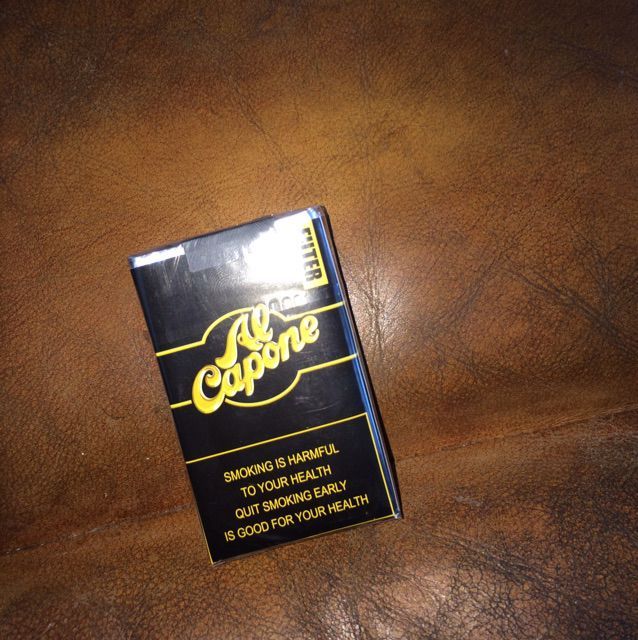 FILTER
Al
Capone
SMOKING IS HARMFUL
TO YOUR HEALTH
QUIT SMOKING EARLY
IS GOOD FOR YOUR HEALTH